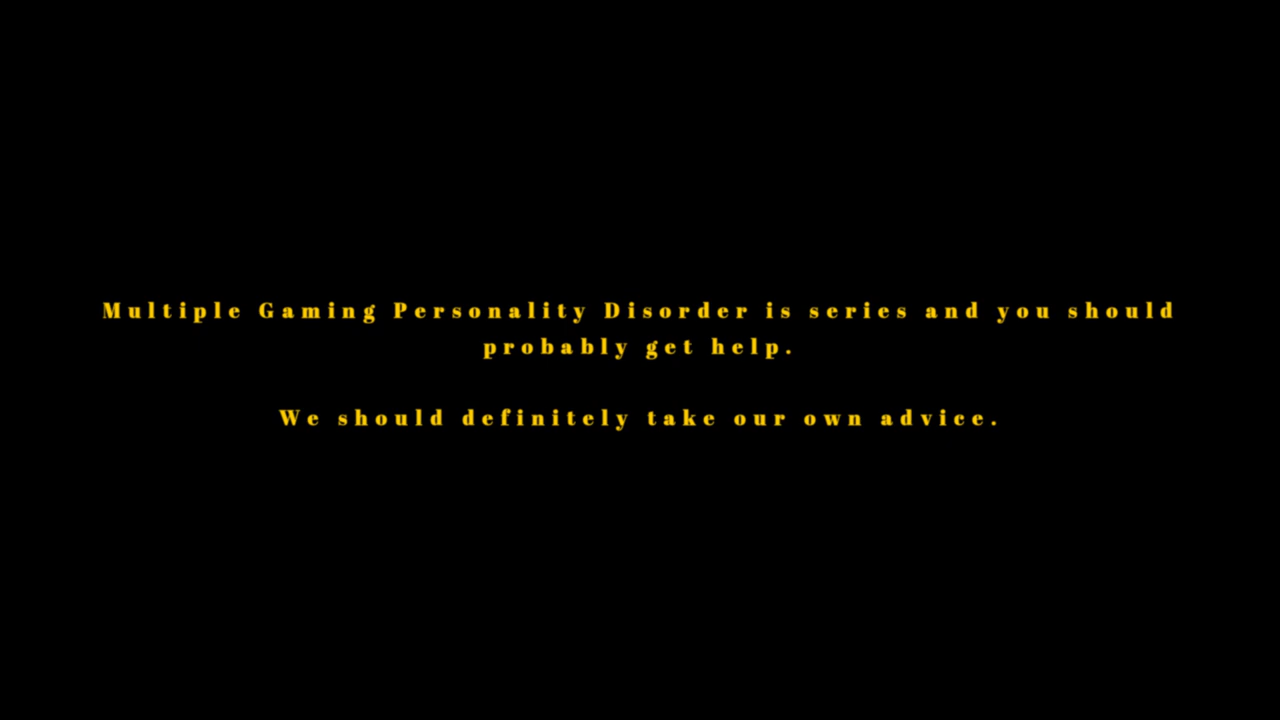 Multiple Gaming Personality Disorder is series and you should
probably get help.
We should definitely take our own advice.